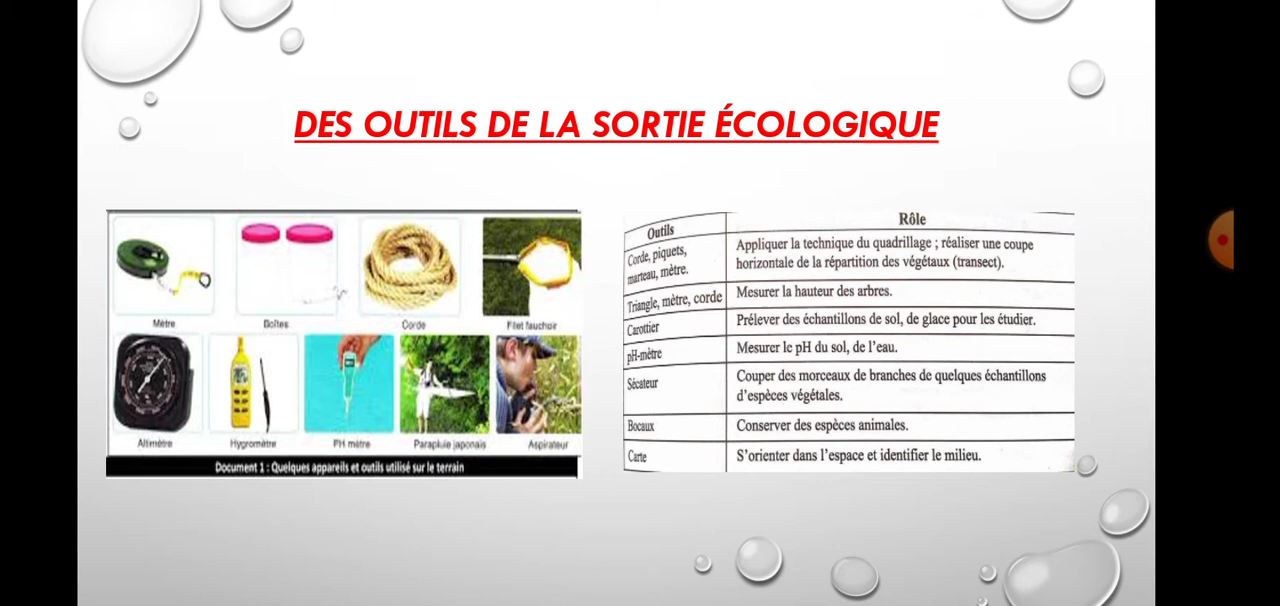 DES OUTILS DE LA SORTIE ÉCOLOGIQUE
Mètre
Boîtes
Corde
Filet fauchoir
Altimètre
Hygromètre
PH mètre
Parapluie japonais
Aspirateur
Document 1 : Quelques appareils et outils utilisé sur le terrain
Outils
Rôle
Corde, piquets,
marteau, mètre.
Appliquer la technique du quadrillage ; réaliser une coupe
horizontale de la répartition des végétaux (transect).
Triangle, mètre, corde
Mesurer la hauteur des arbres.
Carottier
Prélever des échantillons de sol, de glace pour les étudier.
pH-mètre
Mesurer le pH du sol, de l'eau.
Sécateur
Couper des morceaux de branches de quelques échantillons
d'espèces végétales.
Bocaux
Conserver des espèces animales.
Carte
S'orienter dans l'espace et identifier le milieu.